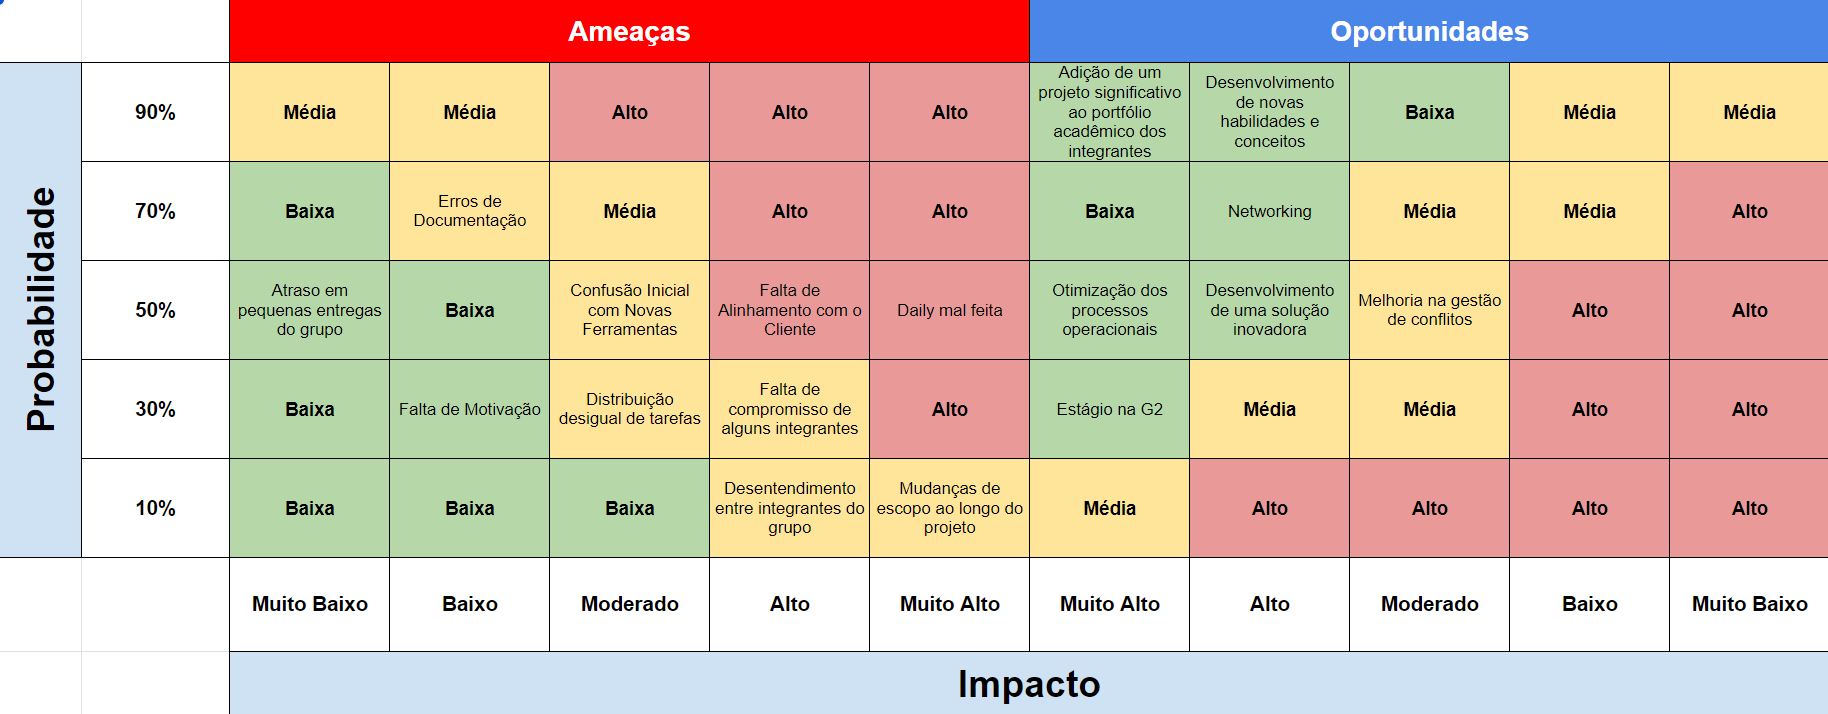 Ameaças
Oportunidades
Probabilidade
90%
Média
Média
Alto
Alto
Alto
Adição de um
projeto significativo
ao portfólio
acadêmico dos
integrantes
Desenvolvimento
de novas
habilidades e
conceitos
Baixa
Média
Média
70%
Baixa
Erros de
Documentação
Média
Alto
Alto
Baixa
Networking
Média
Média
Alto
50%
Atraso em
pequenas entregas
do grupo
Baixa
Confusão Inicial
com Novas
Ferramentas
Falta de
Alinhamento com o
Cliente
Daily mal feita
Otimização dos
processos
operacionais
Desenvolvimento
de uma solução
inovadora
Melhoria na gestão
de conflitos
Alto
Alto
30%
Baixa
Falta de Motivação
Distribuição
desigual de tarefas
Falta de
compromisso de
alguns integrantes
Alto
Estágio na G2
Média
Média
Alto
Alto
10%
Baixa
Baixa
Baixa
Desentendimento
entre integrantes do
grupo
Mudanças de
escopo ao longo do
projeto
Média
Alto
Alto
Alto
Alto
Muito Baixo
Baixo
Moderado
Alto
Muito Alto
Muito Alto
Alto
Moderado
Baixo
Muito Baixo
Impacto